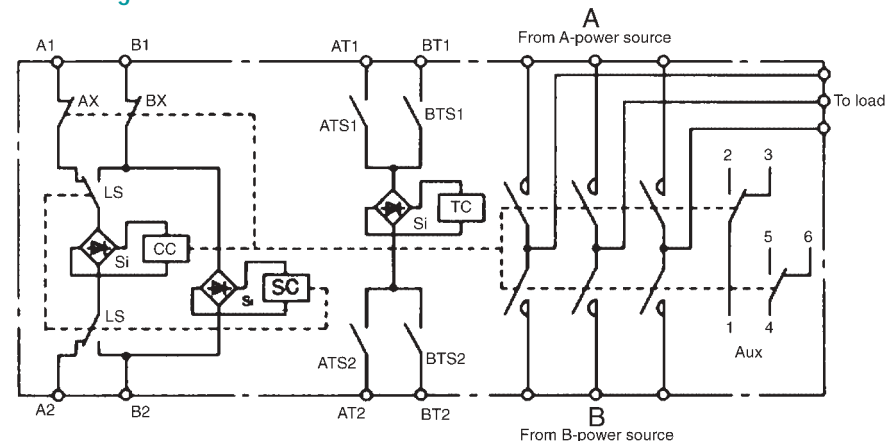 A
From A-power source
A1
B1
AT1
BT1
AX
BX
ATS1
BTS1
To load
2
3
LS
Si
TC
Si
CC
5
6
Si
SC
LS
1
4
Aux
ATS2
BTS2
A2
B2
AT2
BT2
B
From B-power source